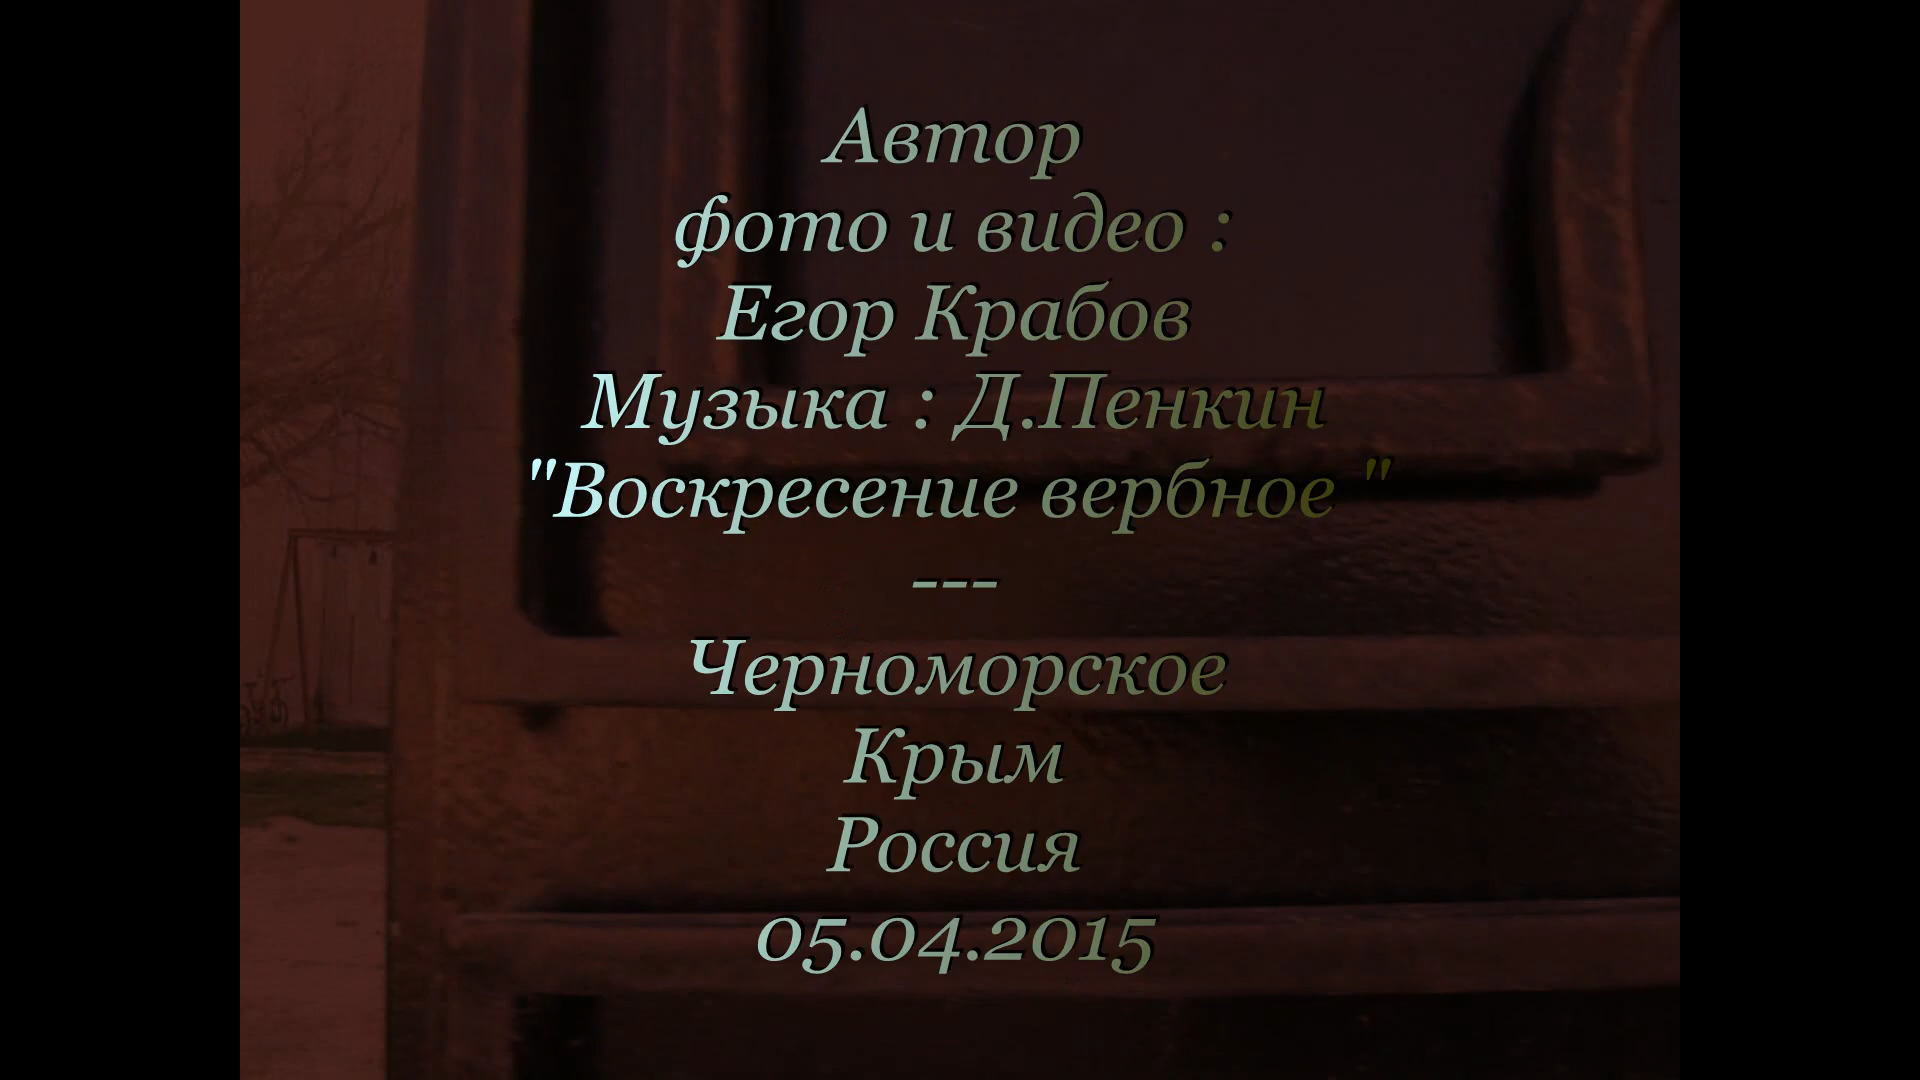 Автор
фото и видео :
Егор Крабов
Музыка : Д.Пенкин
"Воскресение вербное "
---
Черноморское
Крым
Россия
05.04.2015